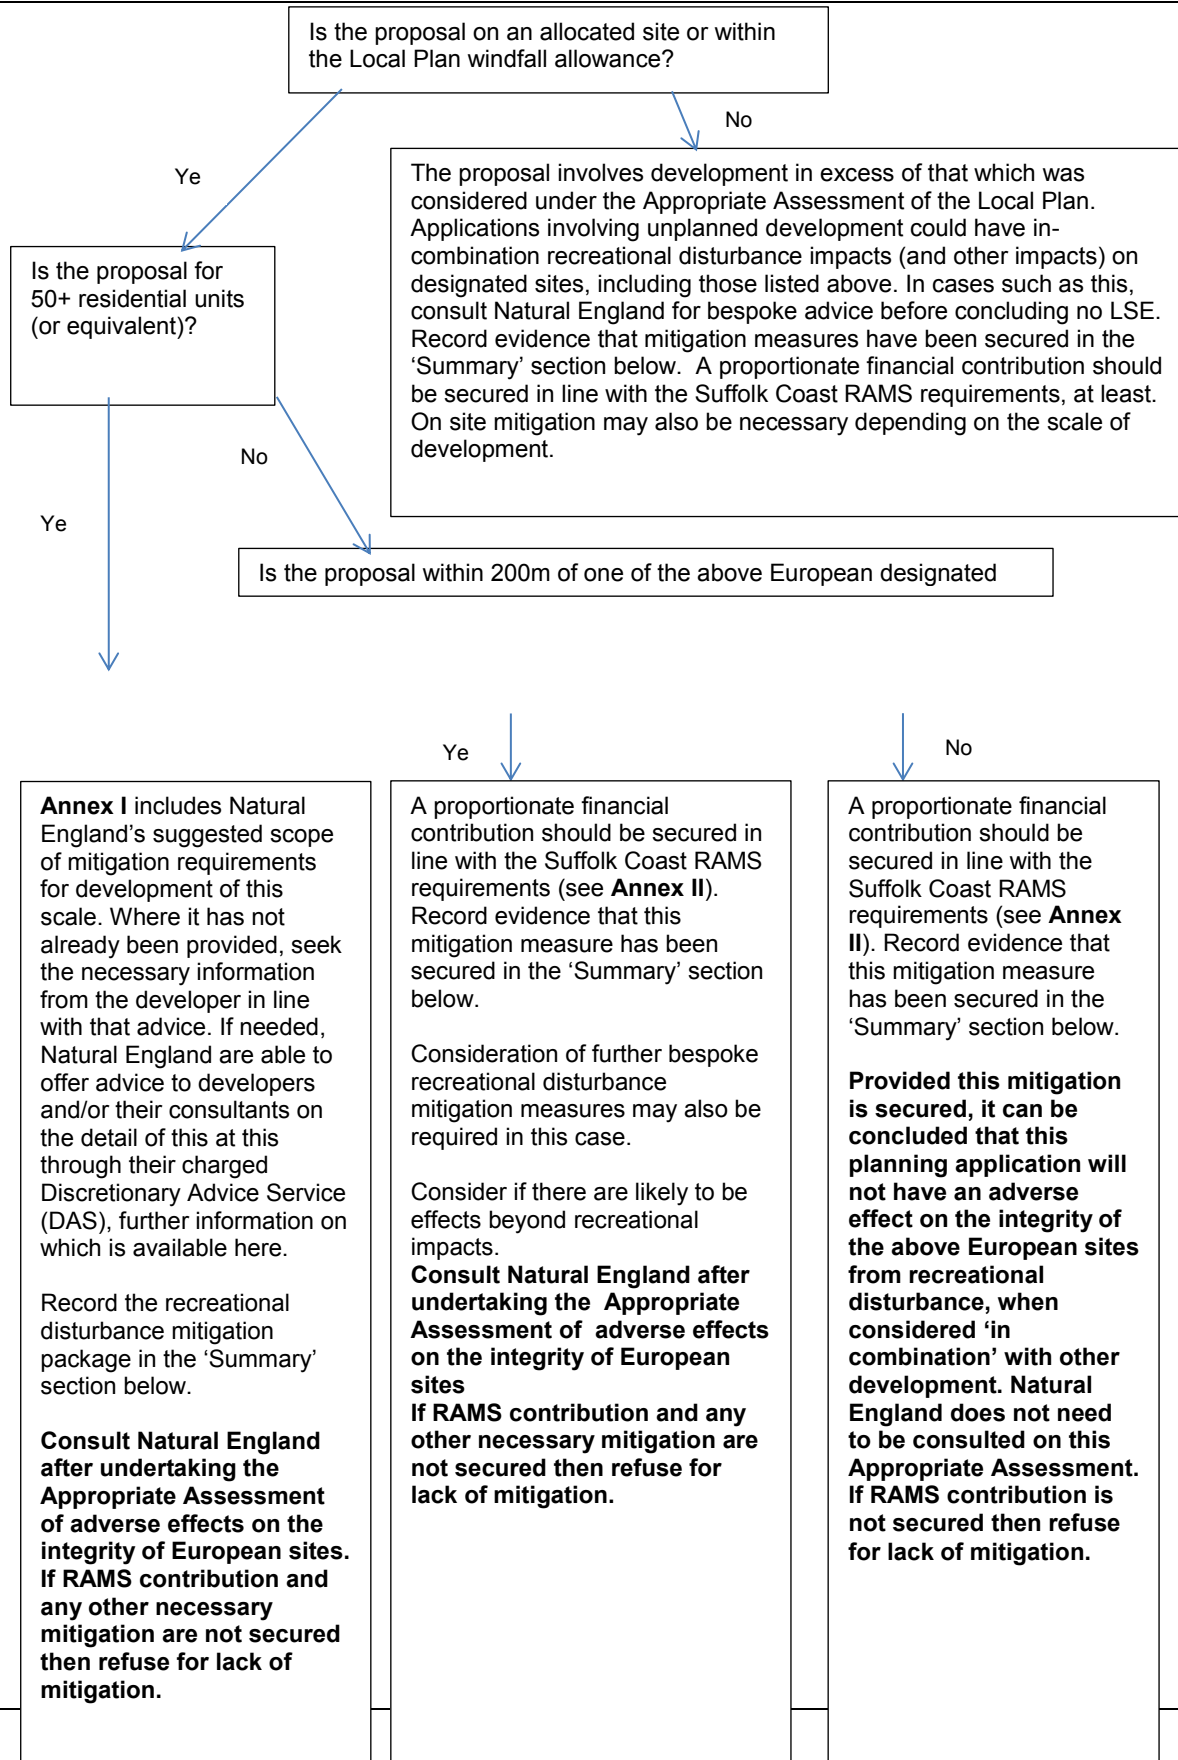 Is the proposal on an allocated site or within
the Local Plan windfall allowance?
No
Ye
The proposal involves development in excess of that which was
considered under the Appropriate Assessment of the Local Plan.
Applications involving unplanned development could have in-
combination recreational disturbance impacts (and other impacts) on
designated sites, including those listed above. In cases such as this,
consult Natural England for bespoke advice before concluding no LSE.
Record evidence that mitigation measures have been secured in the
‘Summary’ section below.  A proportionate financial contribution should
be secured in line with the Suffolk Coast RAMS requirements, at least.
On site mitigation may also be necessary depending on the scale of
development.
Is the proposal for
50+ residential units
(or equivalent)?
No
Ye
Is the proposal within 200m of one of the above European designated
Ye
No
Annex I includes Natural
England’s suggested scope
of mitigation requirements
for development of this
scale. Where it has not
already been provided, seek
the necessary information
from the developer in line
with that advice. If needed,
Natural England are able to
offer advice to developers
and/or their consultants on
the detail of this at this
through their charged
Discretionary Advice Service
(DAS), further information on
which is available here.
Record the recreational
disturbance mitigation
package in the ‘Summary’
section below.
Consult Natural England
after undertaking the
Appropriate Assessment
of adverse effects on the
integrity of European sites.
If RAMS contribution and
any other necessary
mitigation are not secured
then refuse for lack of
mitigation.
A proportionate financial
contribution should be secured in
line with the Suffolk Coast RAMS
requirements (see Annex II).
Record evidence that this
mitigation measure has been
secured in the ‘Summary’ section
below.
Consideration of further bespoke
recreational disturbance
mitigation measures may also be
required in this case.
Consider if there are likely to be
effects beyond recreational
impacts.
Consult Natural England after
undertaking the  Appropriate
Assessment of  adverse effects
on the integrity of European
sites
If RAMS contribution and any
other necessary mitigation are
not secured then refuse for
lack of mitigation.
A proportionate financial
contribution should be
secured in line with the
Suffolk Coast RAMS
requirements (see Annex
II). Record evidence that
this mitigation measure
has been secured in the
‘Summary’ section below.
Provided this mitigation
is secured, it can be
concluded that this
planning application will
not have an adverse
effect on the integrity of
the above European sites
from recreational
disturbance, when
considered ‘in
combination’ with other
development. Natural
England does not need
to be consulted on this
Appropriate Assessment.
If RAMS contribution is
not secured then refuse
for lack of mitigation.